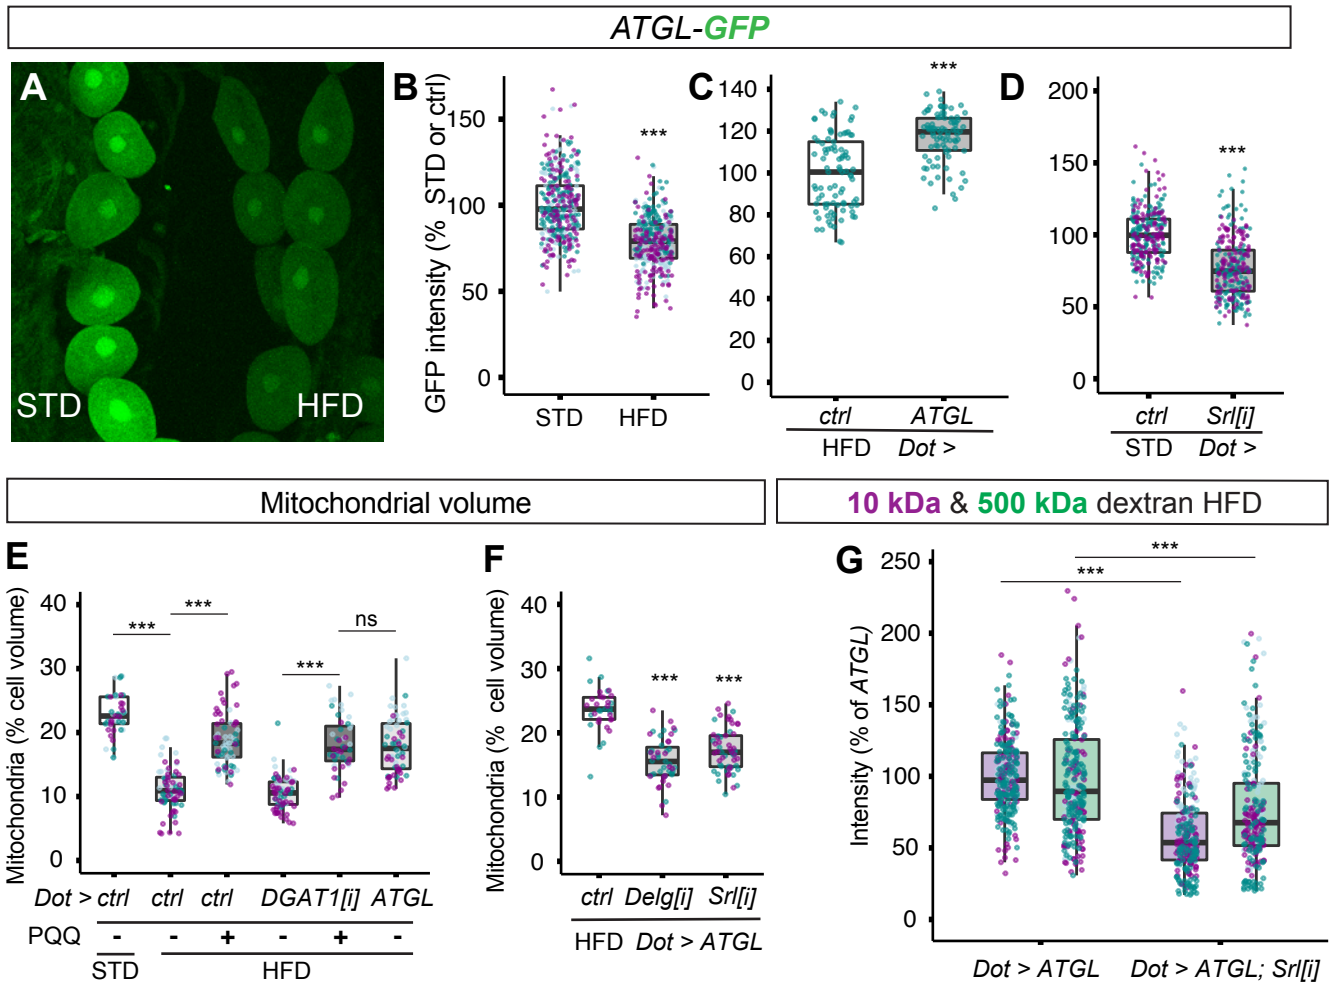 ATGL-GFP
A
STD
HFD
B
GFP intensity (% STD or ctrl)
150
100
50
0
***
STD
HFD
C
140
120
100
80
60
40
20
0
***
ctrl
ATGL
HFD
Dot >
D
200
150
100
50
0
***
ctrl
Srl[i]
STD
Dot >
Mitochondrial volume
10 kDa & 500 kDa dextran HFD
E
Mitochondria (% cell volume)
40
30
20
10
0
***
***
***
ns
Dot > ctrl ctrl ctrl DGAT1[i] ATGL
PQQ - - + - + -
STD HFD
F
Mitochondria (% cell volume)
40
30
20
10
0
***
***
ctrl Delg[i] Srl[i]
HFD Dot > ATGL
G
Intensity (% of ATGL)
250
200
150
100
50
0
***
***
Dot > ATGL
Dot > ATGL; Srl[i]